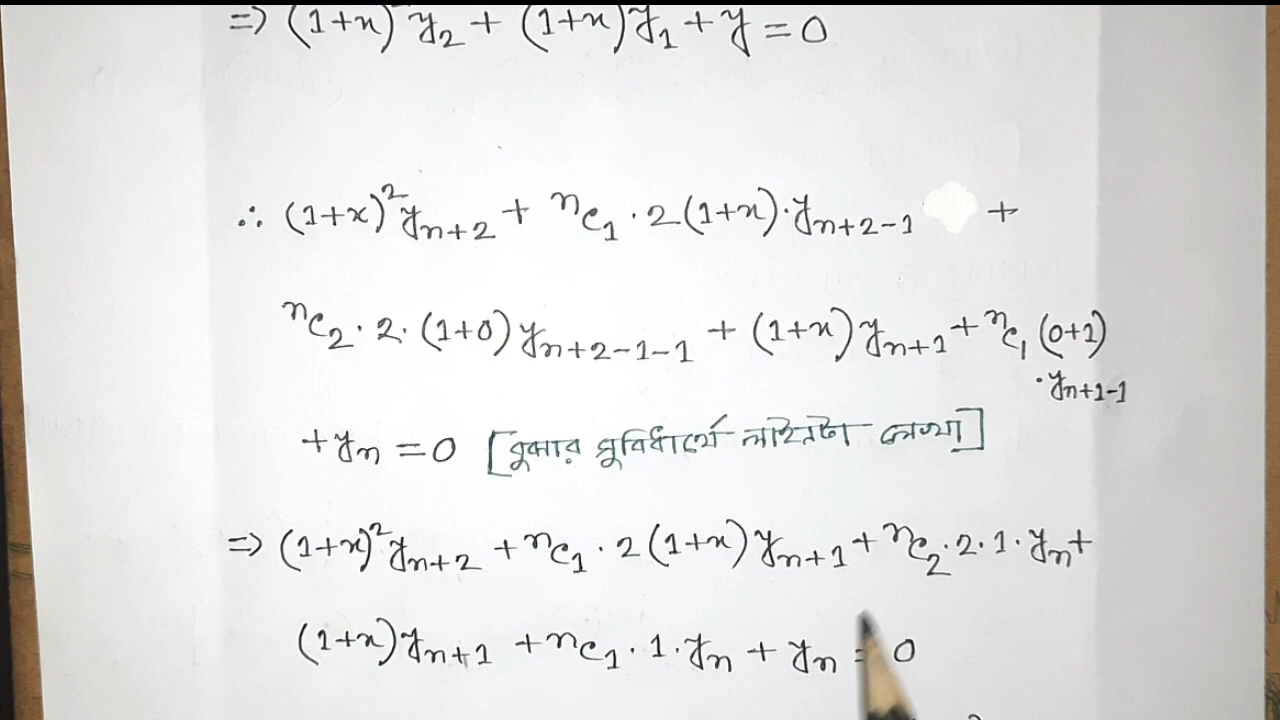 => (1+x)² y₂ + (1+x)y₁ + y = 0
∴ (1+x)² yₙ₊₂ + ⁿc₁ · 2(1+x)· yₙ₊₂₋₁ +
ⁿc₂ · 2 · (1+0) yₙ₊₂₋₁₋₁ + (1+x) yₙ₊₁ + ⁿc₁ (0+1)
· yₙ₊₁₋₁
+ yₙ = 0 [বুঝার সুবিধার্থে লাইনটা লেখা]
=> (1+x)² yₙ₊₂ + ⁿc₁ · 2(1+x) yₙ₊₁ + ⁿc₂ · 2 · 1 · yₙ +
(1+x) yₙ₊₁ + ⁿc₁ · 1 · yₙ + yₙ = 0